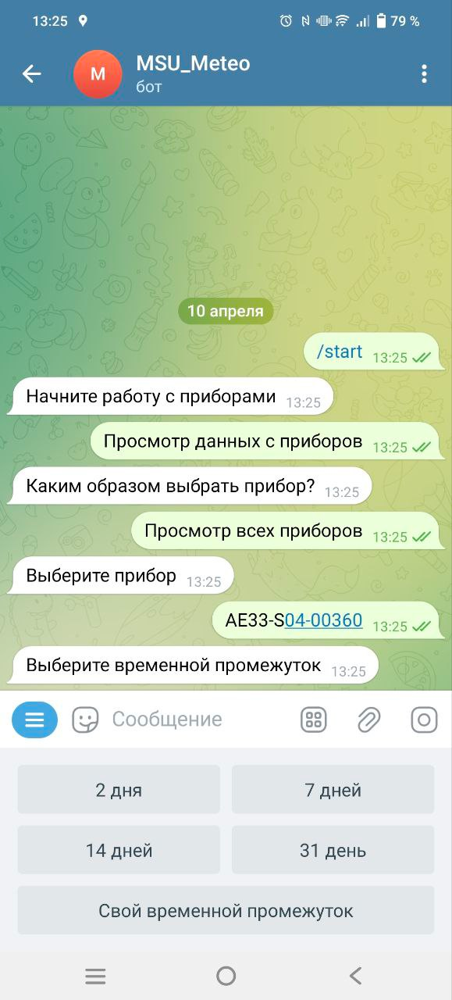 13:25 79 %
M
MSU_Meteo
бот
10 апреля
/start 13:25
Начните работу с приборами 13:25
Просмотр данных с приборов 13:25
Каким образом выбрать прибор? 13:25
Просмотр всех приборов 13:25
Выберите прибор 13:25
AE33-S04-00360 13:25
Выберите временной промежуток 13:25
Сообщение
2 дня 7 дней
14 дней 31 день
Свой временной промежуток